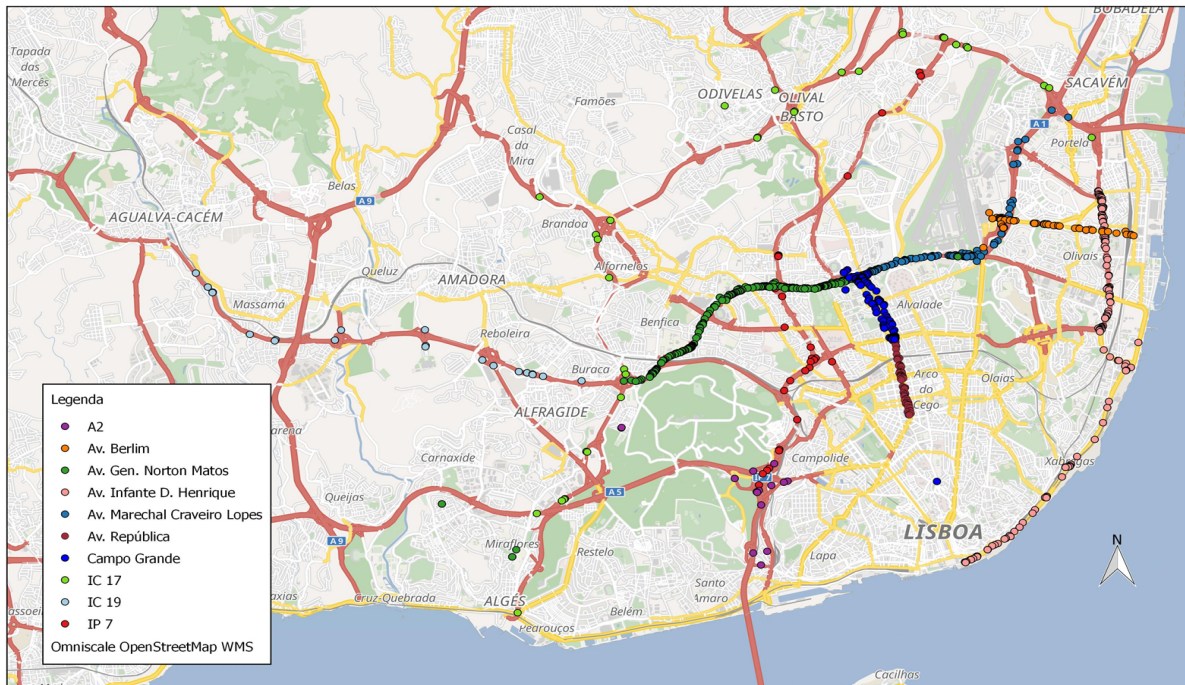 BOBADELA
Tapada
das
Mercês
SACAVÉM
ODIVELAS
OLIVAL
BASTO
Famões
A1
Casal
da
Mira
Portela
Belas
A9
AGUALVA-CACÉM
Brandoa
Olivais
Queluz
Alfornelos
AMADORA
Massamá
Alvalade
Benfica
Reboleira
Buraca
Arco
do
Cego
Olaias
Legenda
A2
Av. Berlim
Av. Gen. Norton Matos
Av. Infante D. Henrique
Av. Marechal Craveiro Lopes
Av. República
Campo Grande
IC 17
IC 19
IP 7
Omniscale OpenStreetMap WMS
ALFRAGIDE
Carnaxide
Campolide
Xabregas
Queijas
A5
LISBOA
A9
Miraflores
Restelo
Lapa
N
Santo
Amaro
Cruz-Quebrada
ALGÉS
Belém
Pedrouços
Cacilhas